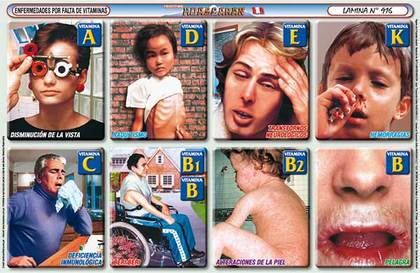 ENFERMEDADES POR FALTA DE VITAMINAS
HUASCARAN
LAMINA N° 916
VITAMINA
A
DISMINUCIÓN DE LA VISTA
VITAMINA
D
RAQUITISMO
VITAMINA
E
TRASTORNOS
NEUROLÓGICOS
VITAMINA
K
HEMORRAGIAS
VITAMINA
C
DEFICIENCIA
INMUNOLÓGICA
VITAMINA
B1
BERIBERI
VITAMINA
B2
ALTERACIONES DE LA PIEL
VITAMINA
B
PELAGRA